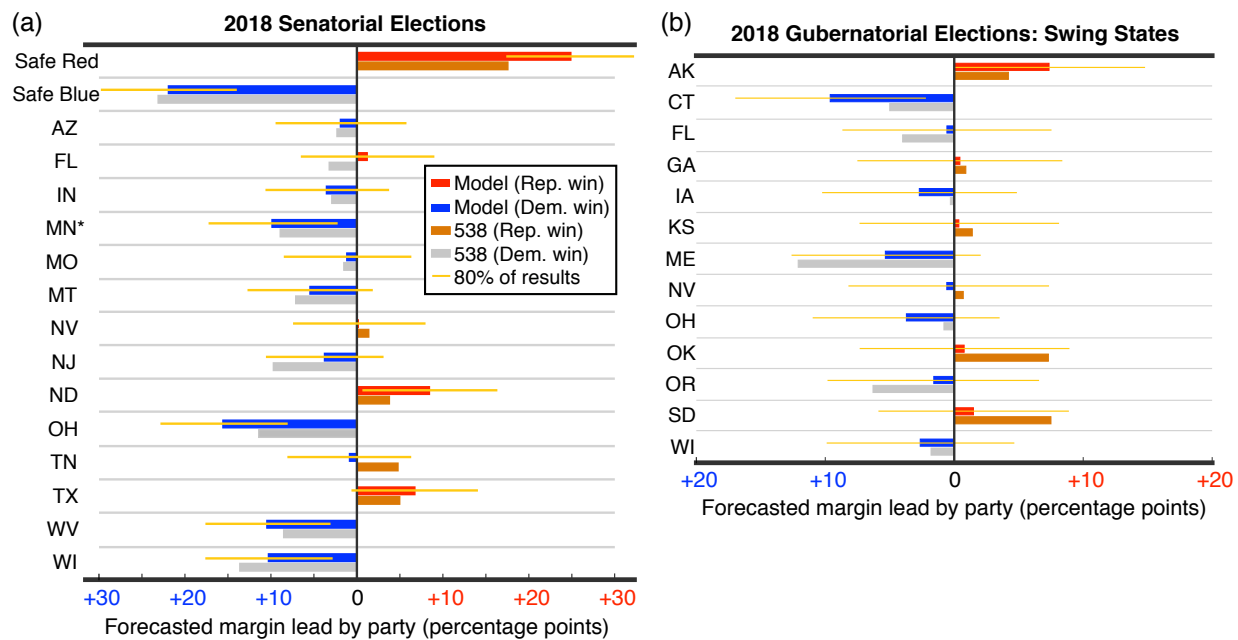 (a)
2018 Senatorial Elections
Safe Red
Safe Blue
AZ
FL
IN
MN*
MO
MT
NV
NJ
ND
OH
TN
TX
WV
WI
Model (Rep. win)
Model (Dem. win)
538 (Rep. win)
538 (Dem. win)
80% of results
+30 +20 +10 0 +10 +20 +30
Forecasted margin lead by party (percentage points)
(b)
2018 Gubernatorial Elections: Swing States
AK
CT
FL
GA
IA
KS
ME
NV
OH
OK
OR
SD
WI
+20 +10 0 +10 +20
Forecasted margin lead by party (percentage points)